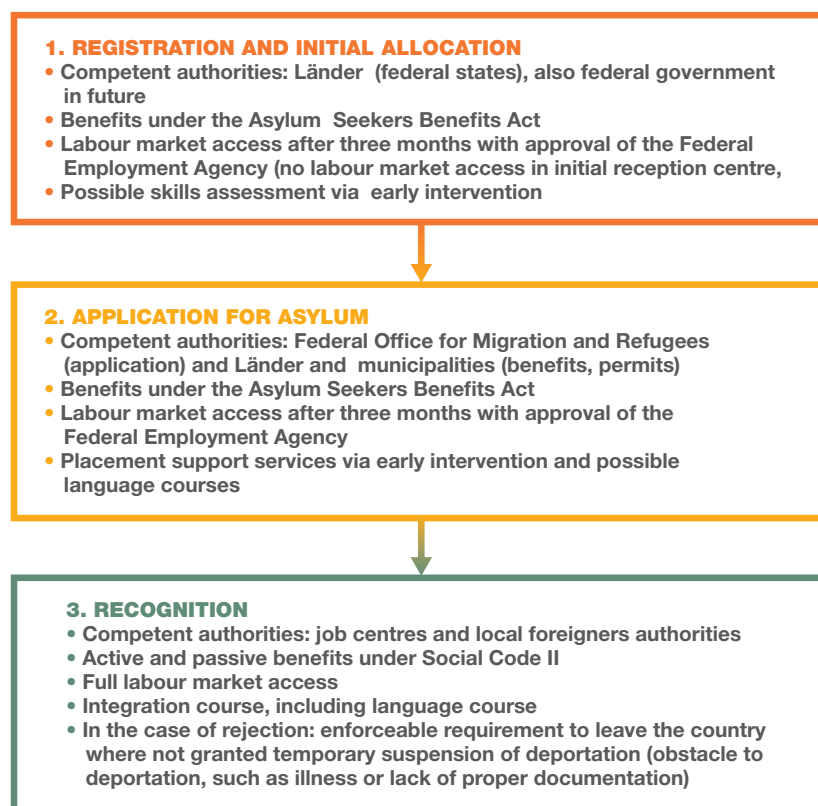 1. REGISTRATION AND INITIAL ALLOCATION
• Competent authorities: Länder (federal states), also federal government
in future
• Benefits under the Asylum Seekers Benefits Act
• Labour market access after three months with approval of the Federal
Employment Agency (no labour market access in initial reception centre,
• Possible skills assessment via early intervention
2. APPLICATION FOR ASYLUM
• Competent authorities: Federal Office for Migration and Refugees
(application) and Länder and municipalities (benefits, permits)
• Benefits under the Asylum Seekers Benefits Act
• Labour market access after three months with approval of the
Federal Employment Agency
• Placement support services via early intervention and possible
language courses
3. RECOGNITION
• Competent authorities: job centres and local foreigners authorities
• Active and passive benefits under Social Code II
• Full labour market access
• Integration course, including language course
• In the case of rejection: enforceable requirement to leave the country
where not granted temporary suspension of deportation (obstacle to
deportation, such as illness or lack of proper documentation)